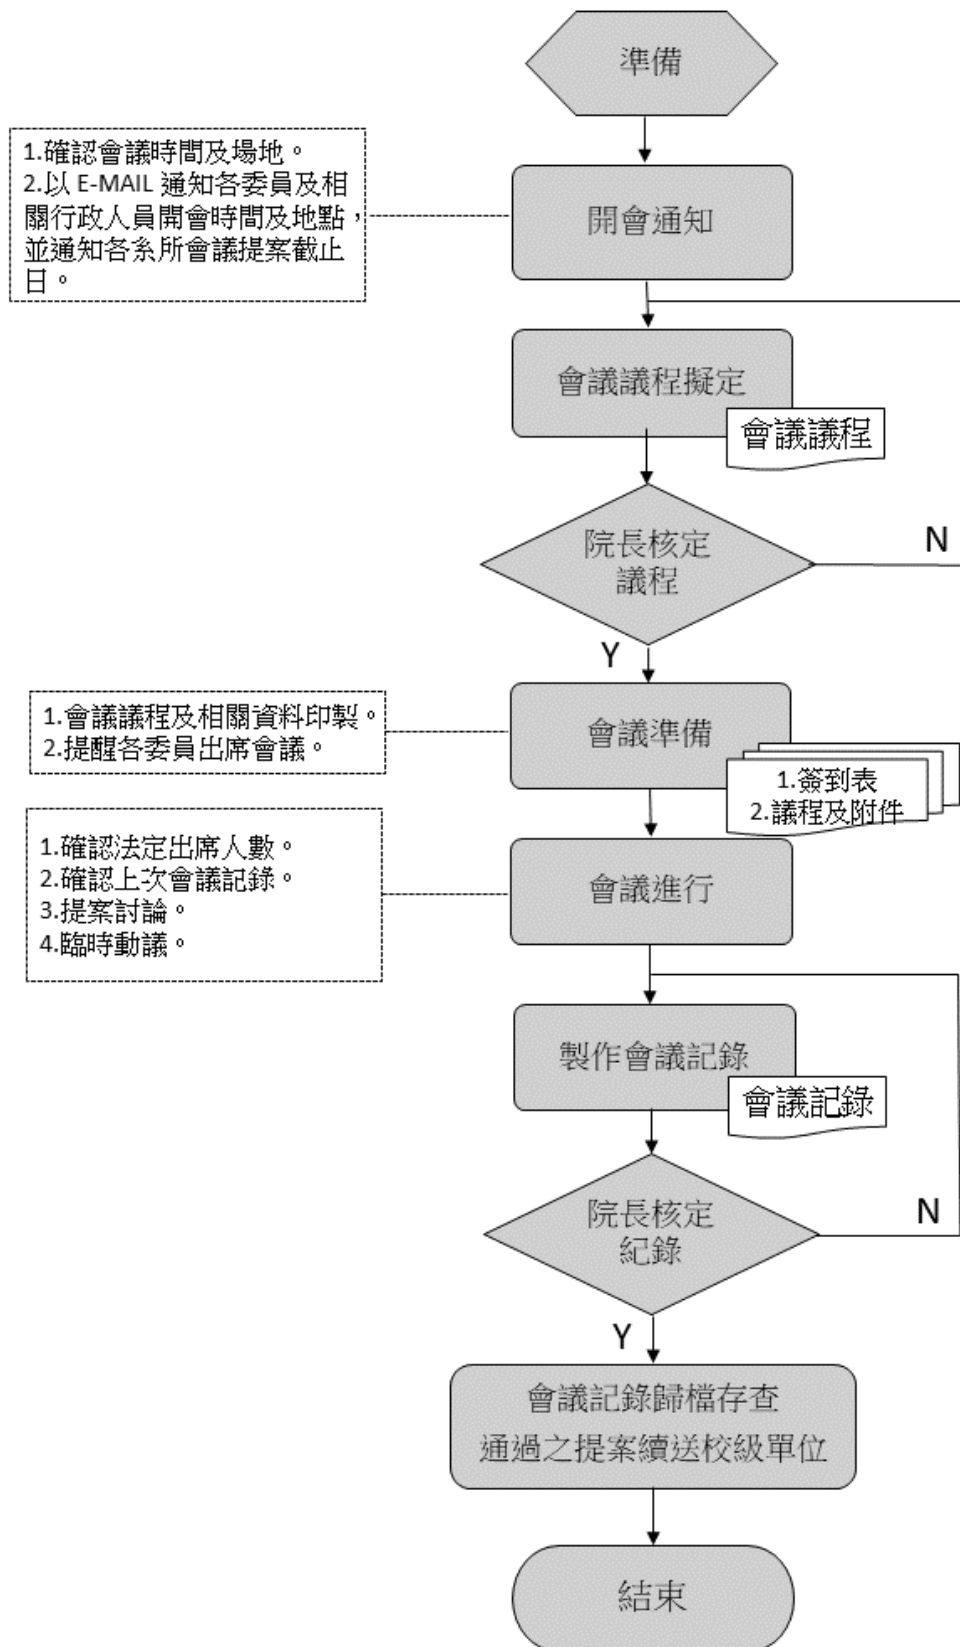 準備
1.確認會議時間及場地。
2.以 E-MAIL 通知各委員及相
關行政人員開會時間及地點，
並通知各系所會議提案截止
日。
開會通知
會議議程擬定
會議議程
院長核定
議程
N
Y
1.會議議程及相關資料印製。
2.提醒各委員出席會議。
會議準備
1.簽到表
2.議程及附件
1.確認法定出席人數。
2.確認上次會議記錄。
3.提案討論。
4.臨時動議。
會議進行
製作會議記錄
會議記錄
院長核定
紀錄
N
Y
會議記錄歸檔存查
通過之提案續送校級單位
結束